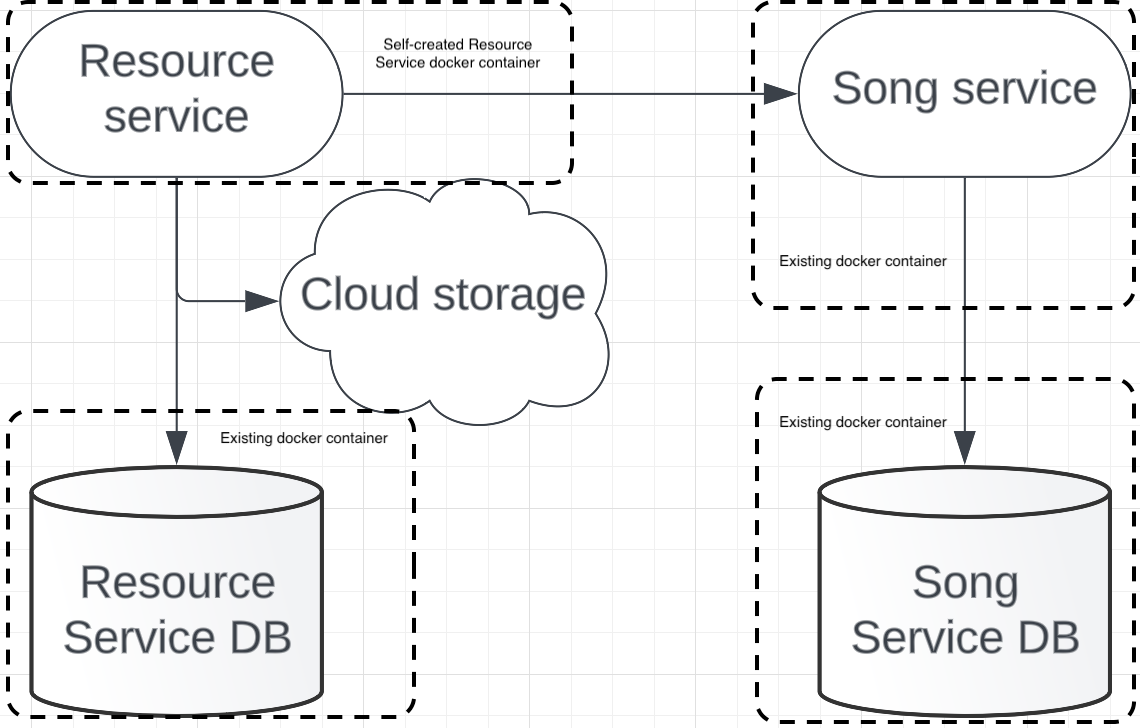 Resource
service
Self-created Resource
Service docker container
Song service
Existing docker container
Cloud storage
Existing docker container
Existing docker container
Resource
Service DB
Song
Service DB